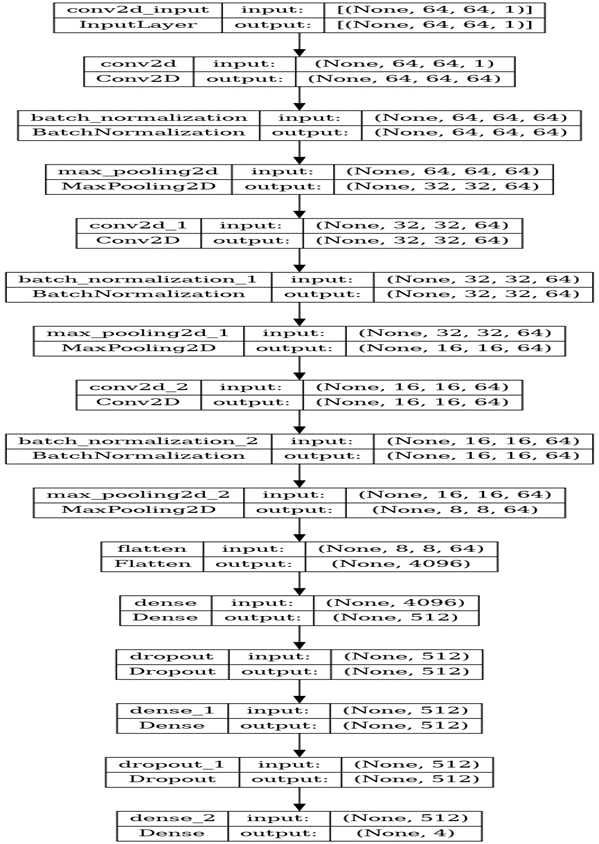 conv2d_input input: [(None, 64, 64, 1)]
InputLayer output: [(None, 64, 64, 1)]
conv2d input: (None, 64, 64, 1)
Conv2D output: (None, 64, 64, 64)
batch_normalization input: (None, 64, 64, 64)
BatchNormalization output: (None, 64, 64, 64)
max_pooling2d input: (None, 64, 64, 64)
MaxPooling2D output: (None, 32, 32, 64)
conv2d_1 input: (None, 32, 32, 64)
Conv2D output: (None, 32, 32, 64)
batch_normalization_1 input: (None, 32, 32, 64)
BatchNormalization output: (None, 32, 32, 64)
max_pooling2d_1 input: (None, 32, 32, 64)
MaxPooling2D output: (None, 16, 16, 64)
conv2d_2 input: (None, 16, 16, 64)
Conv2D output: (None, 16, 16, 64)
batch_normalization_2 input: (None, 16, 16, 64)
BatchNormalization output: (None, 16, 16, 64)
max_pooling2d_2 input: (None, 16, 16, 64)
MaxPooling2D output: (None, 8, 8, 64)
flatten input: (None, 8, 8, 64)
Flatten output: (None, 4096)
dense input: (None, 4096)
Dense output: (None, 512)
dropout input: (None, 512)
Dropout output: (None, 512)
dense_1 input: (None, 512)
Dense output: (None, 512)
dropout_1 input: (None, 512)
Dropout output: (None, 512)
dense_2 input: (None, 512)
Dense output: (None, 4)